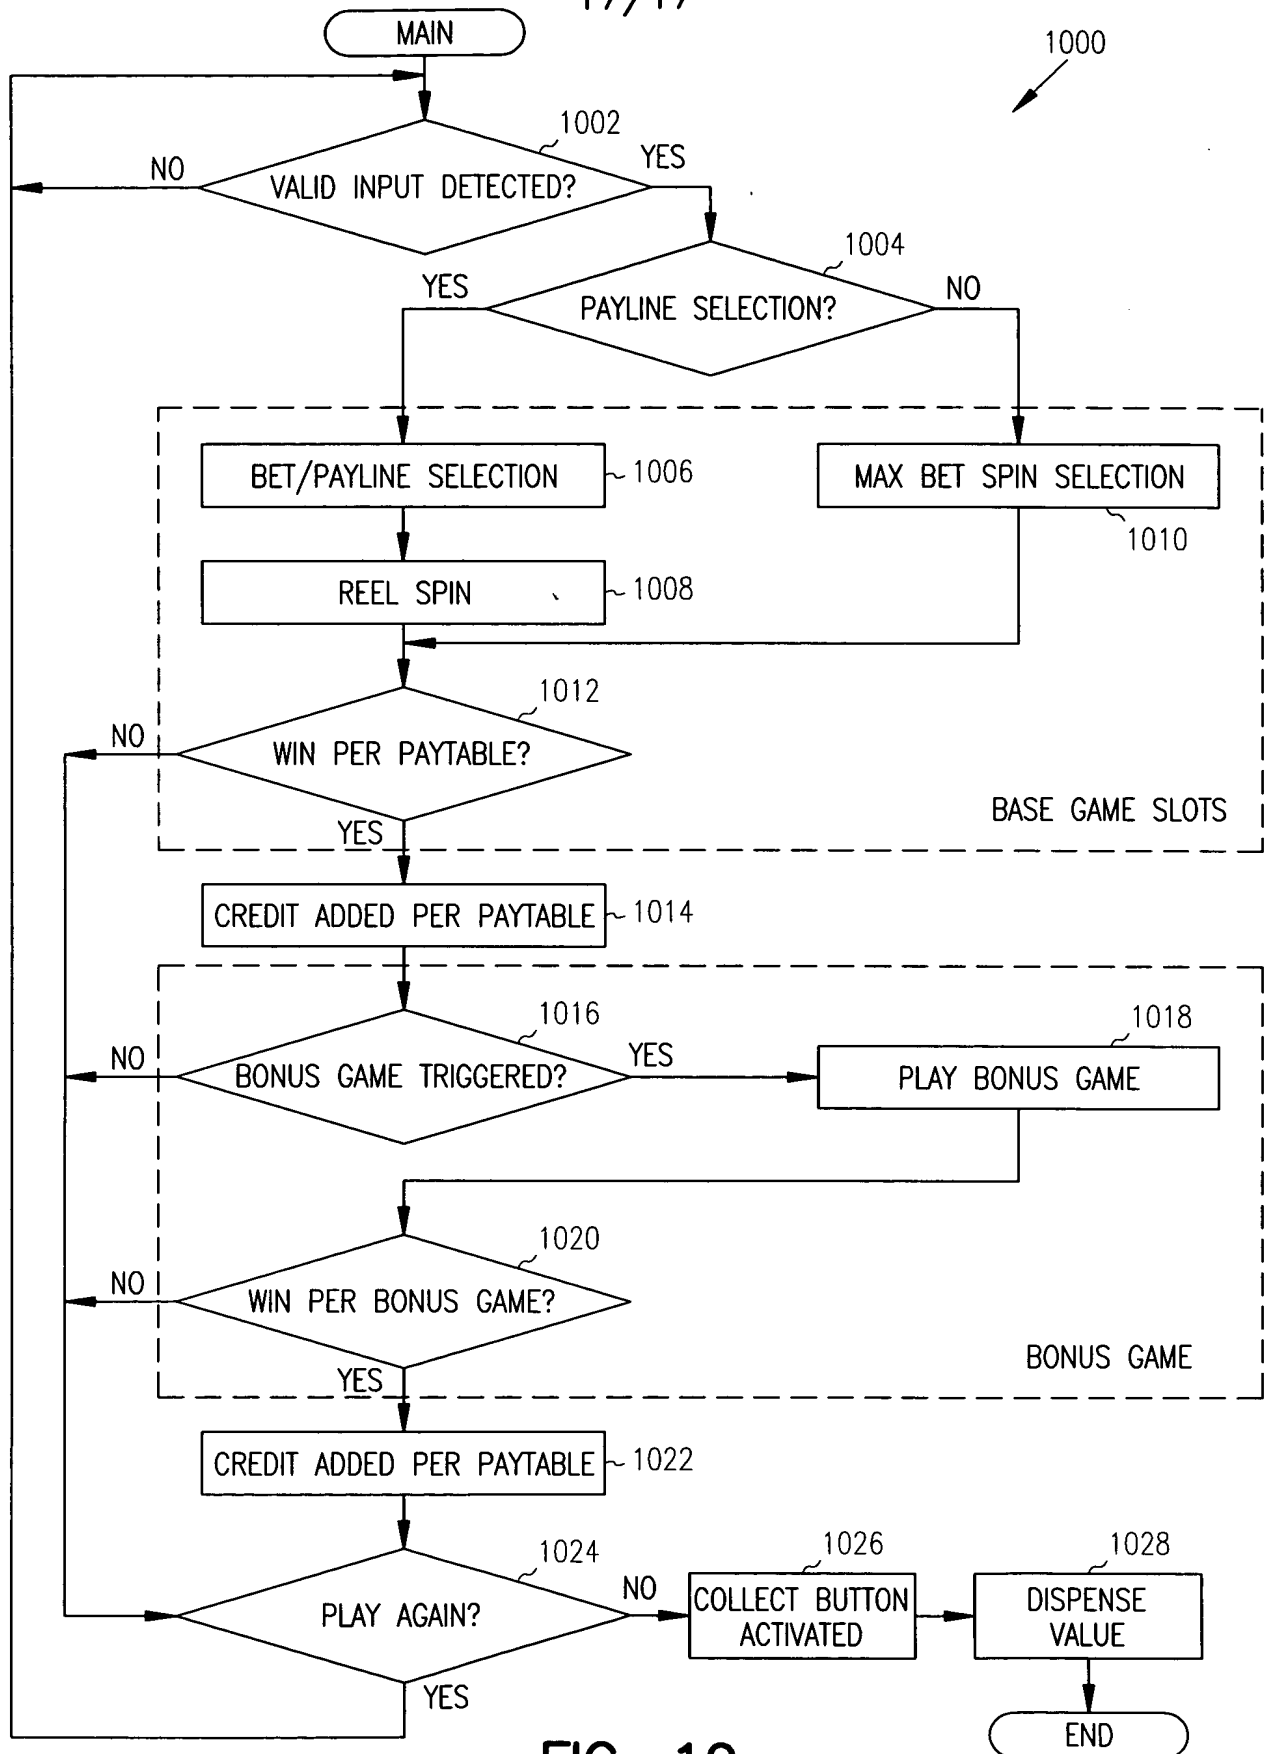 17/17
MAIN
1000
1002
NO
YES
VALID INPUT DETECTED?
1004
YES
NO
PAYLINE SELECTION?
BET/PAYLINE SELECTION
1006
MAX BET SPIN SELECTION
1010
REEL SPIN
1008
1012
NO
WIN PER PAYTABLE?
BASE GAME SLOTS
YES
CREDIT ADDED PER PAYTABLE
1014
1016
1018
NO
YES
BONUS GAME TRIGGERED?
PLAY BONUS GAME
1020
NO
WIN PER BONUS GAME?
BONUS GAME
YES
CREDIT ADDED PER PAYTABLE
1022
1024
1026
1028
NO
PLAY AGAIN?
COLLECT BUTTON
ACTIVATED
DISPENSE
VALUE
YES
END